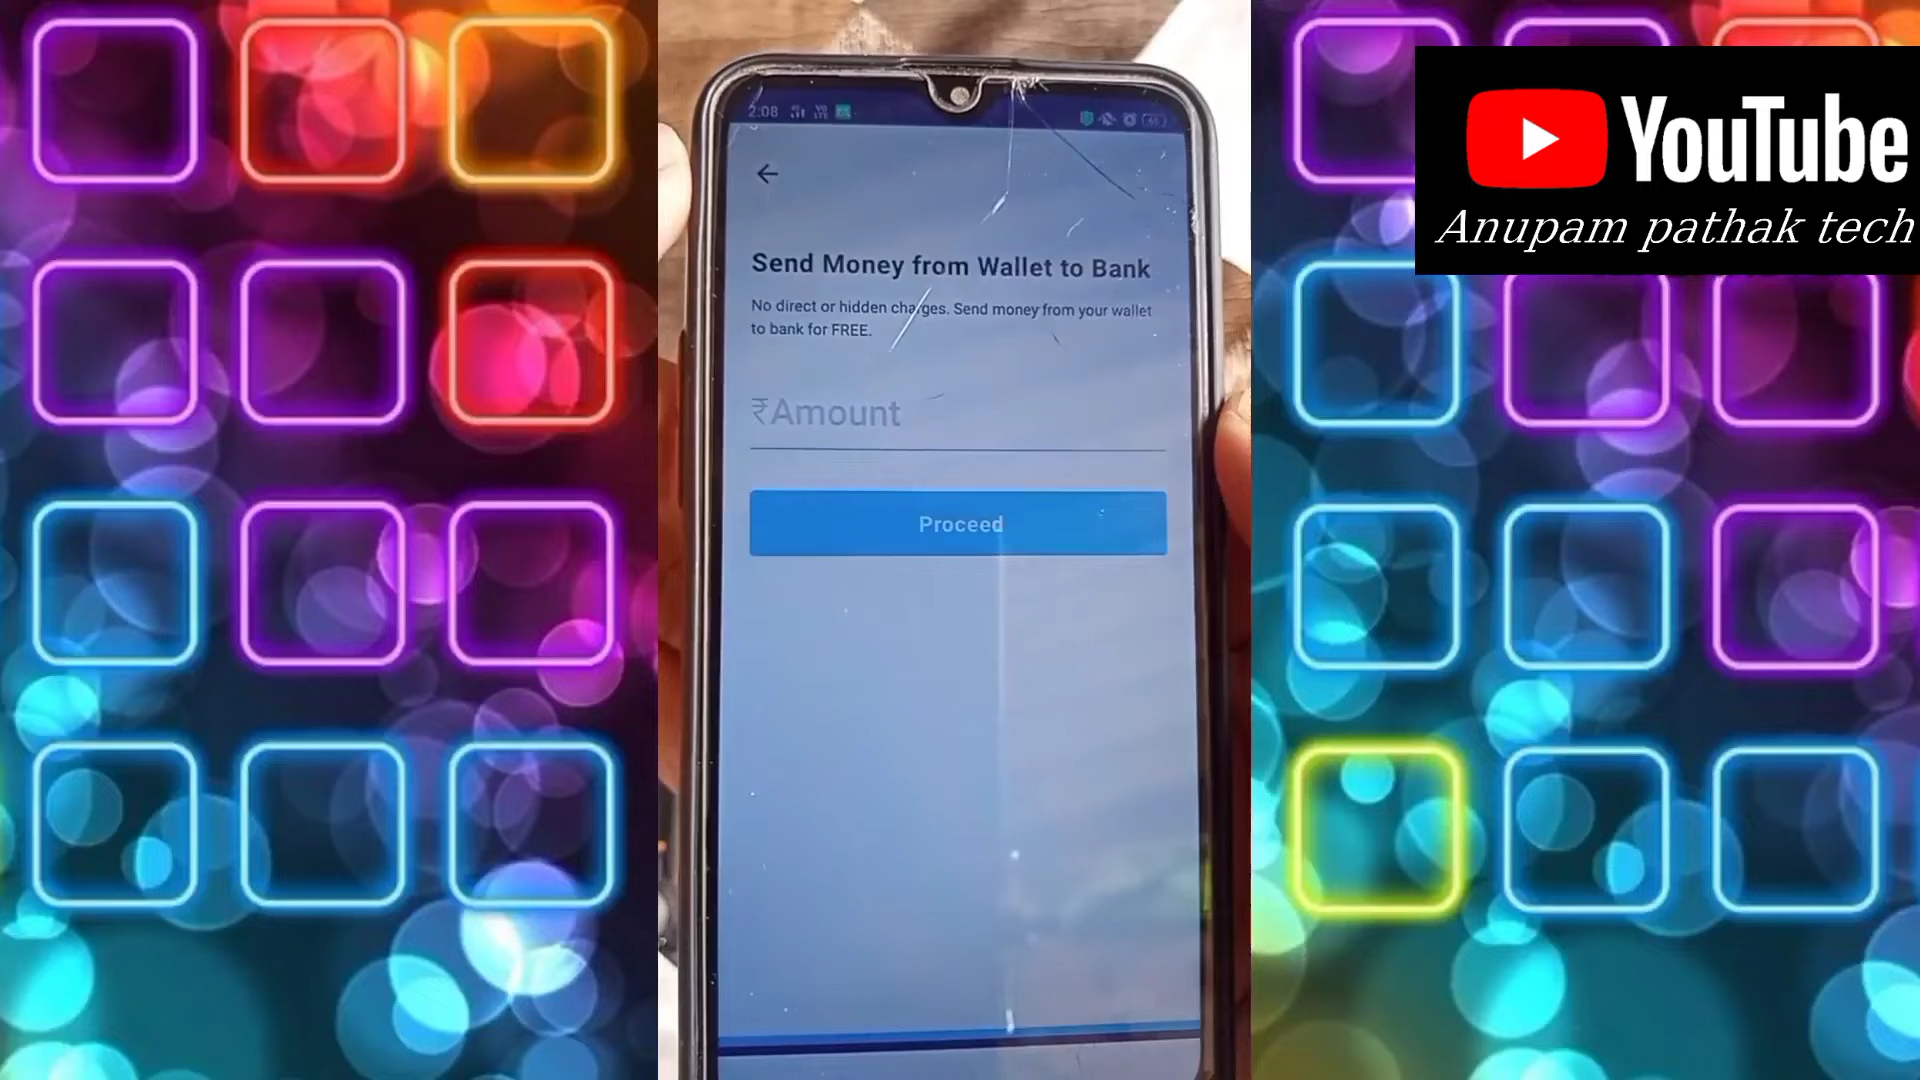 YouTube
Anupam pathak tech
2:08
Send Money from Wallet to Bank
No direct or hidden charges. Send money from your wallet
to bank for FREE.
₹Amount
Proceed